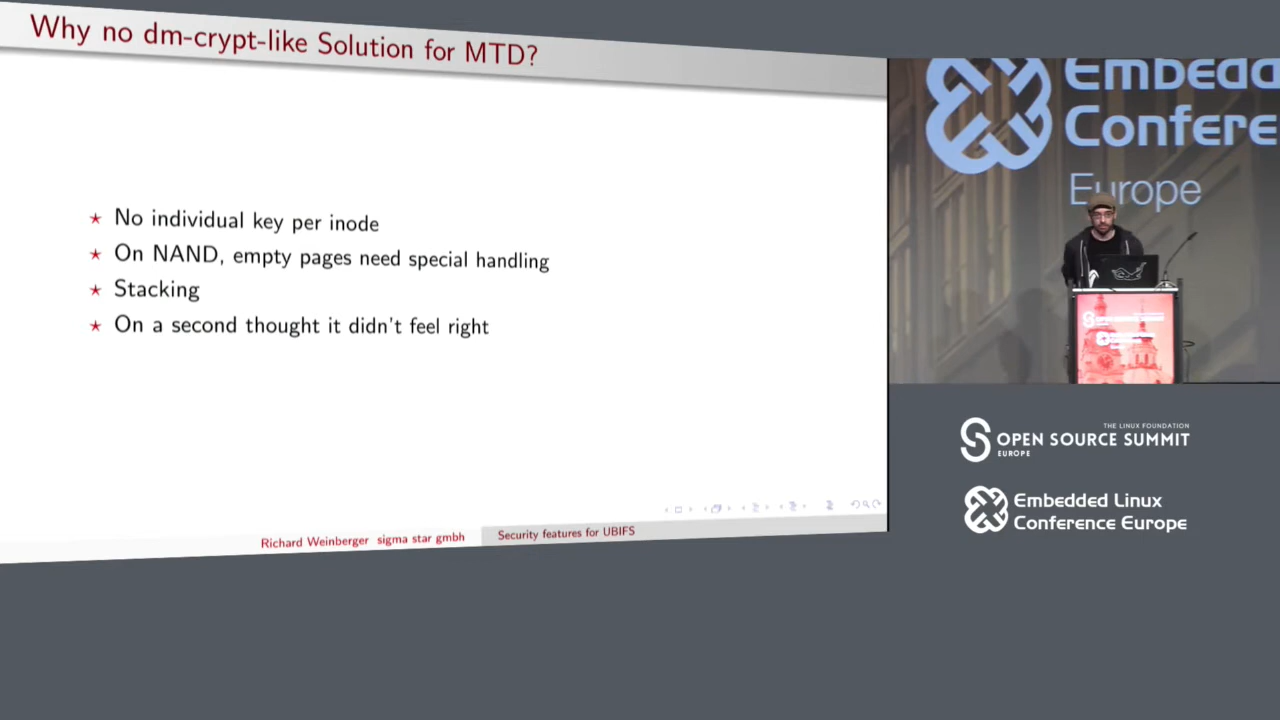 Why no dm-crypt-like Solution for MTD?
No individual key per inode
On NAND, empty pages need special handling
Stacking
On a second thought it didn't feel right
Richard Weinberger sigma star gmbh
Security features for UBIFS
Embedd
Confere
Europe
THE LINUX FOUNDATION
OPEN SOURCE SUMMIT
EUROPE
Embedded Linux
Conference Europe